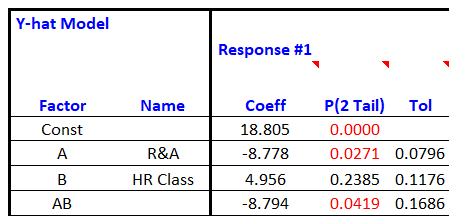 Y-hat Model
Response #1
Factor Name Coeff P(2 Tail) Tol
Const 18.805 0.0000
A R&A -8.778 0.0271 0.0796
B HR Class 4.956 0.2385 0.1176
AB -8.794 0.0419 0.1686